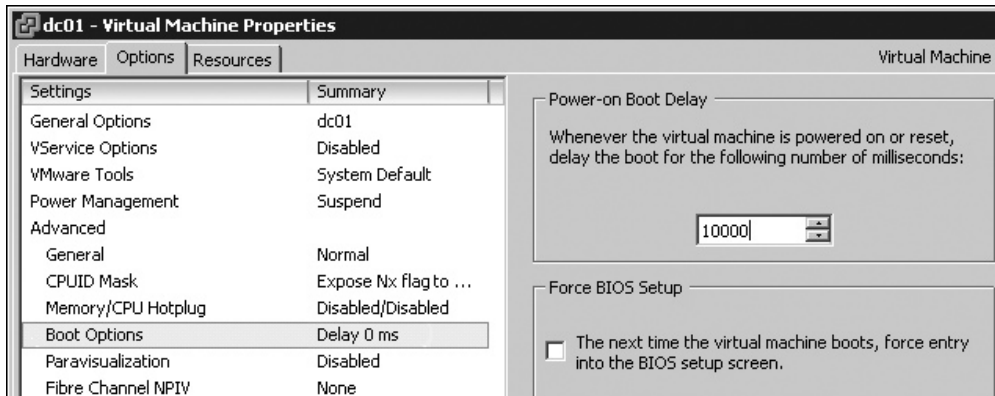 dc01 - Virtual Machine Properties
Hardware Options Resources
Virtual Machine
Settings Summary
General Options dc01
VService Options Disabled
VMware Tools System Default
Power Management Suspend
Advanced
General Normal
CPUID Mask Expose Nx flag to ...
Memory/CPU Hotplug Disabled/Disabled
Boot Options Delay 0 ms
Paravisualization Disabled
Fibre Channel NPIV None
Power-on Boot Delay
Whenever the virtual machine is powered on or reset,
delay the boot for the following number of milliseconds:
10000
Force BIOS Setup
The next time the virtual machine boots, force entry
into the BIOS setup screen.